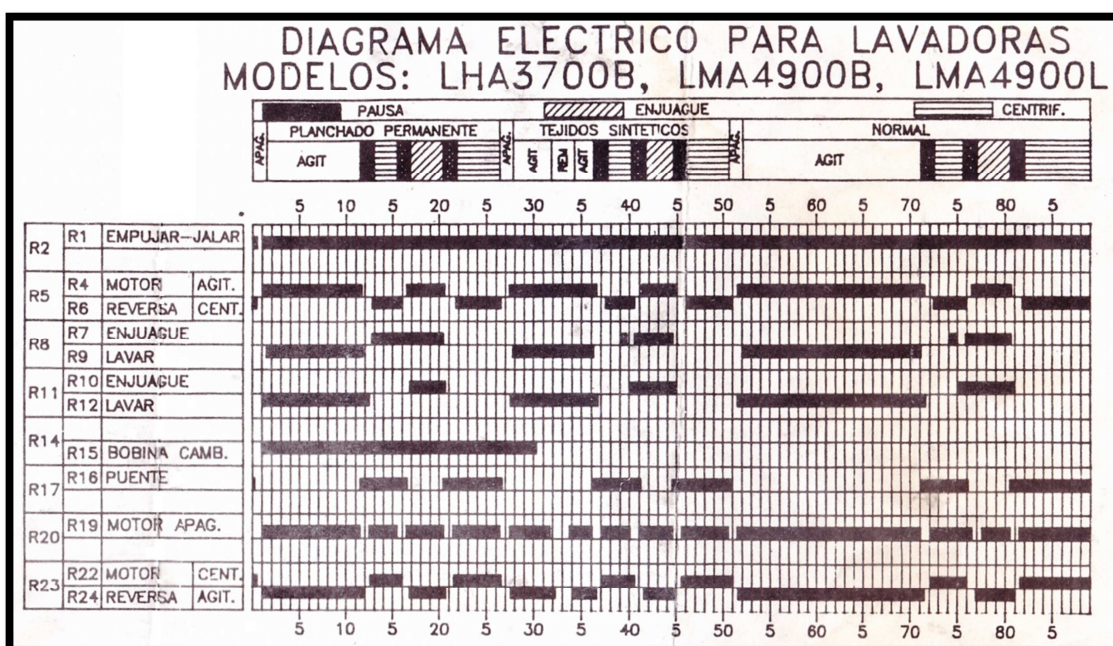 DIAGRAMA ELECTRICO PARA LAVADORAS
MODELOS: LHA3700B, LMA4900B, LMA4900L
PAUSA ENJUAGUE CENTRIF.
APAG. PLANCHADO PERMANENTE APAG. TEJIDOS SINTETICOS APAG. NORMAL
AGIT AGIT REM AGIT AGIT
5 10 5 20 5 30 5 40 5 50 5 60 5 70 5 80 5
R2 R1 EMPUJAR-JALAR
R5 R4 MOTOR AGIT.
R6 REVERSA CENT.
R8 R7 ENJUAGUE
R9 LAVAR
R11 R10 ENJUAGUE
R12 LAVAR
R14
R15 BOBINA CAMB.
R17 R16 PUENTE
R20 R19 MOTOR APAG.
R23 R22 MOTOR CENT.
R24 REVERSA AGIT.
5 10 5 20 5 30 5 40 5 50 5 60 5 70 5 80 5